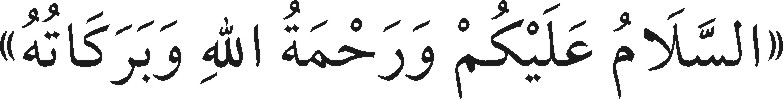 «السَّلَامُ عَلَيْكُمْ وَرَحْمَةُ اللهِ وَبَرَكَاتُهُ»